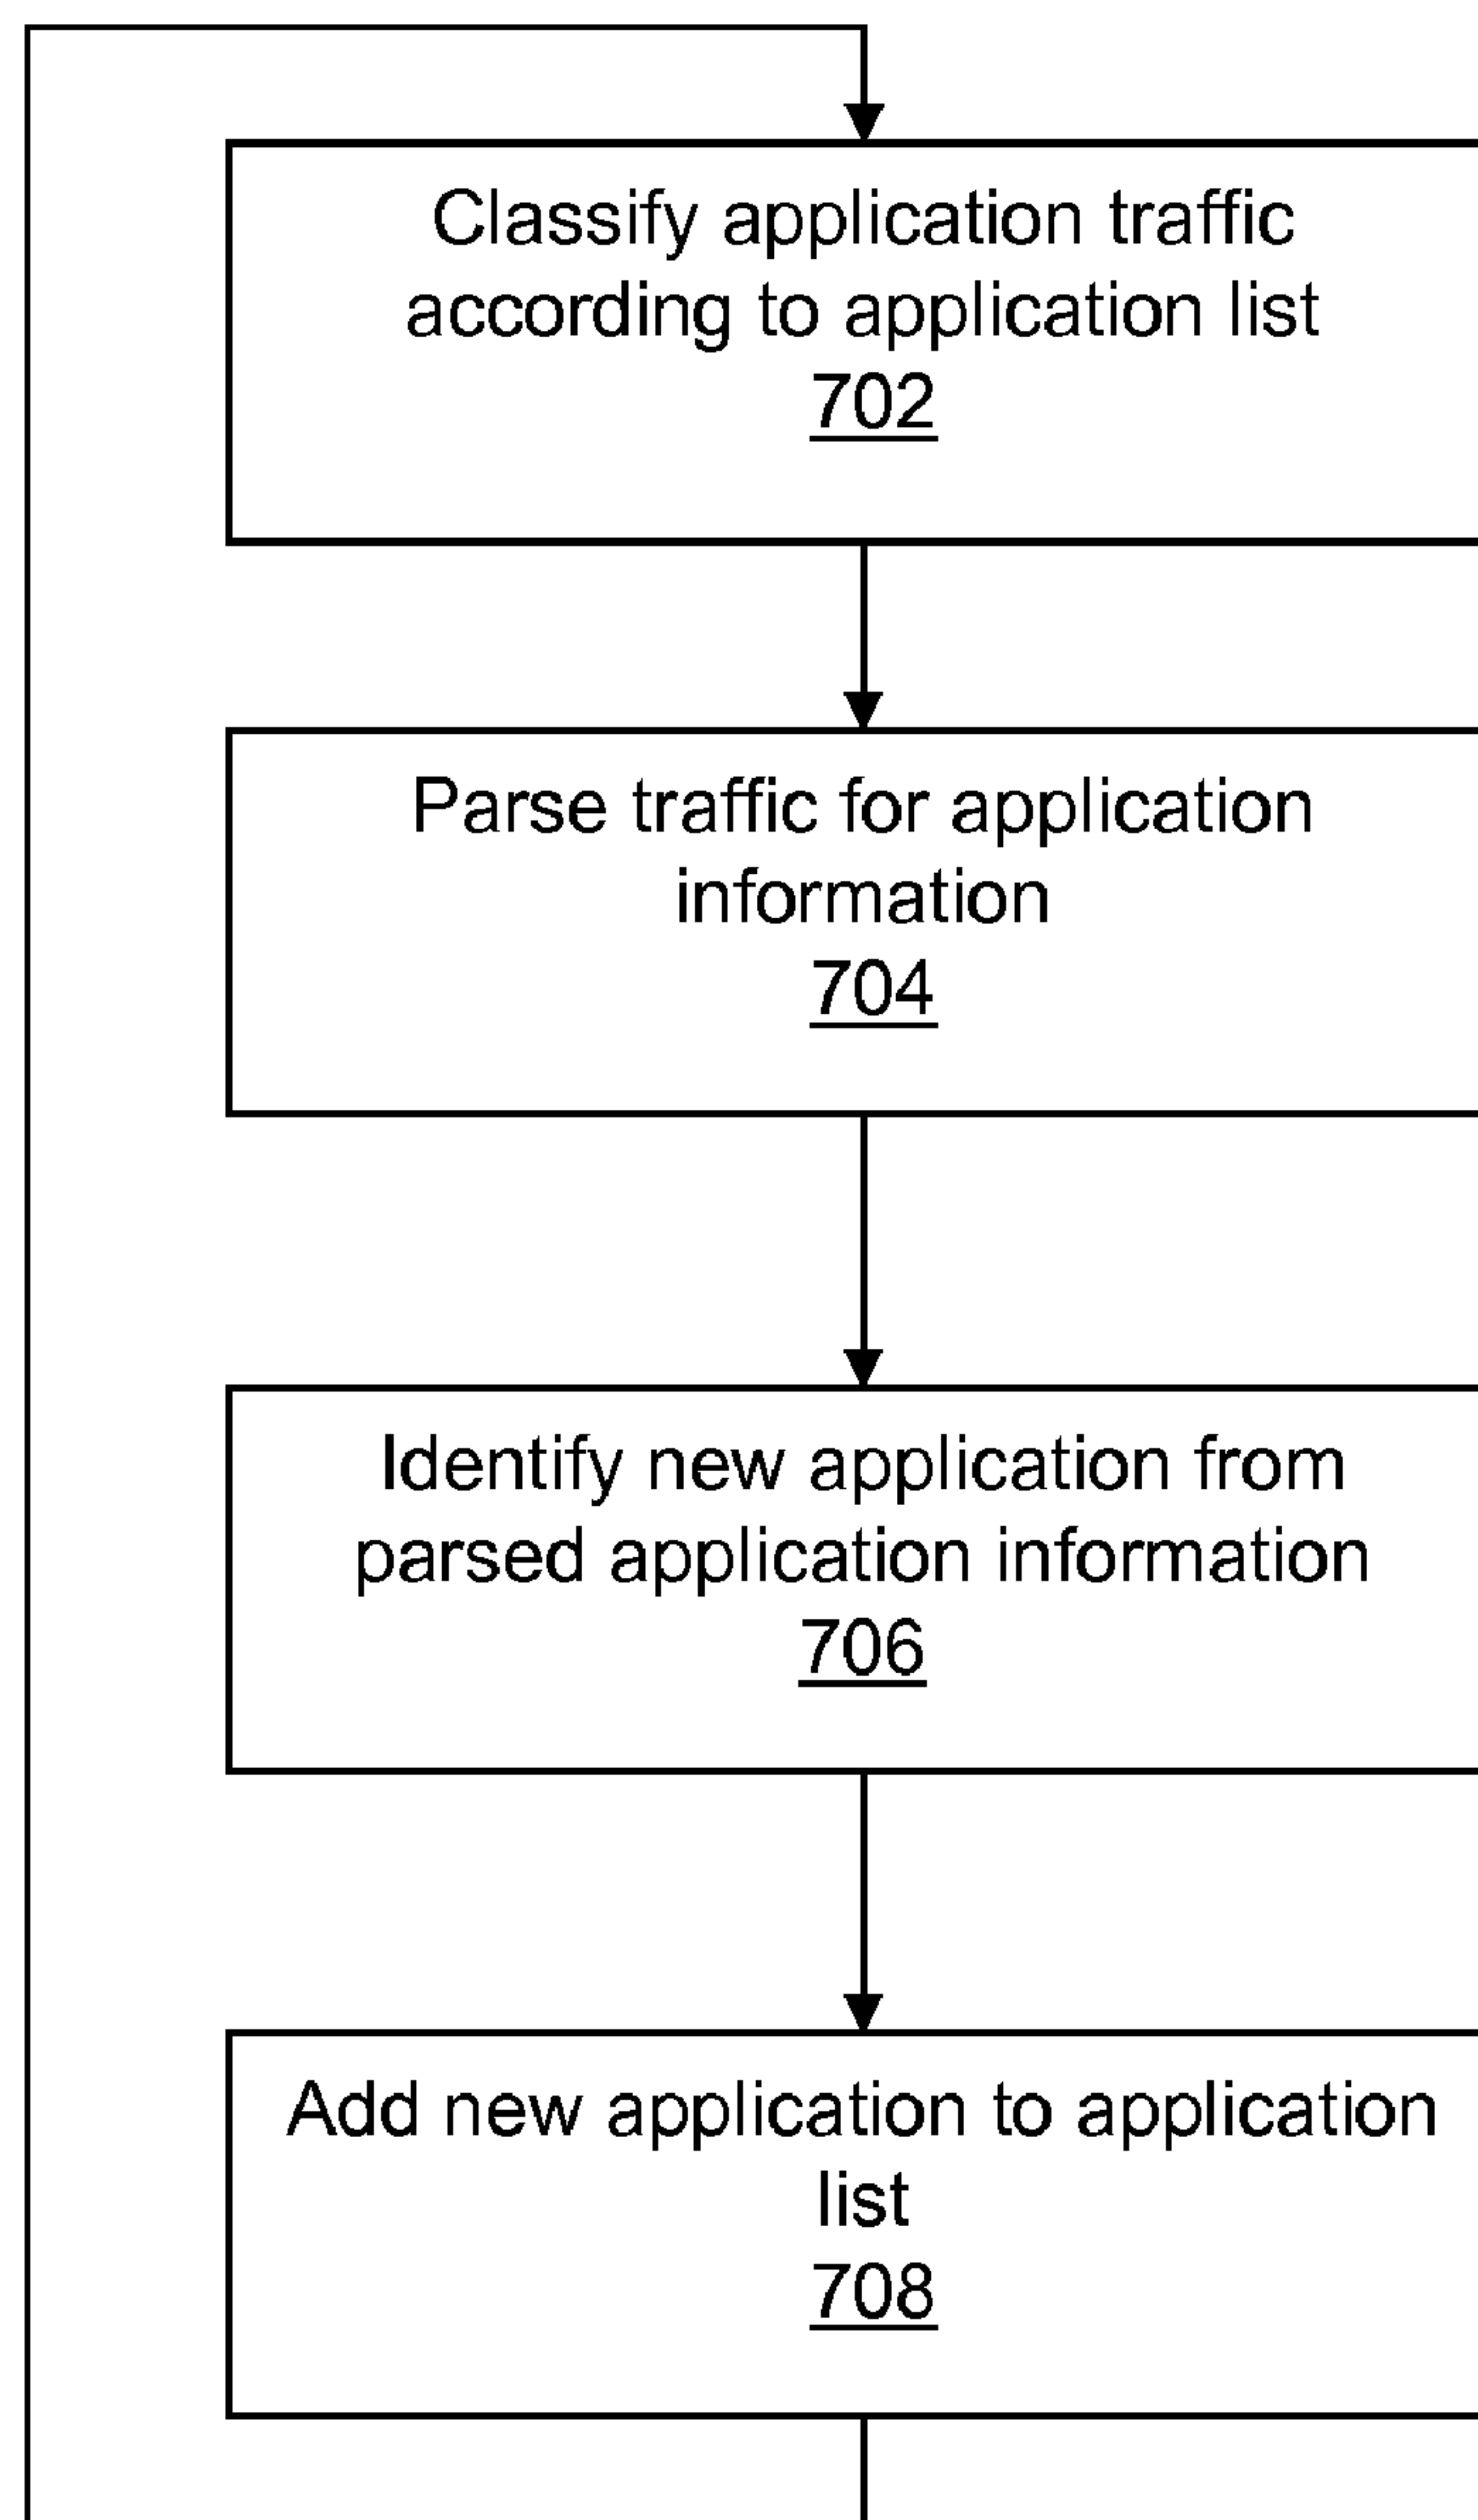 Classify application traffic
according to application list
702
Parse traffic for application
information
704
Identify new application from
parsed application information
706
Add new application to application
list
708